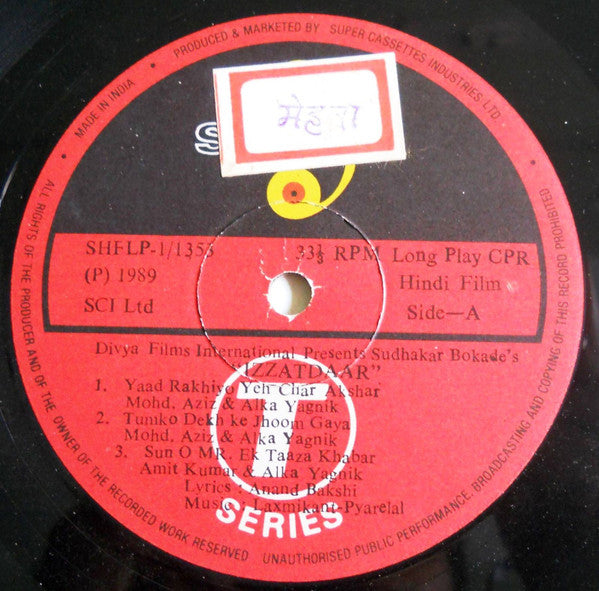 PRODUCED & MARKETED BY SUPER CASSETTES INDUSTRIES LTD.
MADE IN INDIA
ALL RIGHTS OF THE PRODUCER AND OF THE OWNER OF THE RECORDED WORK RESERVED
UNAUTHORISED PUBLIC PERFORMANCE, BROADCASTING AND COPYING OF THIS RECORD PROHIBITED
S
SHFLP-1/1353 33⅓ RPM Long Play CPR
(P) 1989 Hindi Film
SCI Ltd Side—A
Divya Films International Presents Sudhakar Bokade's
"IZZATDAAR"
1. Yaad Rakhiyo Yeh Char Akshar
Mohd. Aziz & Alka Yagnik
2. Tumko Dekh ke Jhoom Gaya
Mohd. Aziz & Alka Yagnik
3. Sun O MR. Ek Taaza Khabar
Amit Kumar & Alka Yagnik
Lyrics : Anand Bakshi
Music : Laxmikant-Pyarelal
T
SERIES